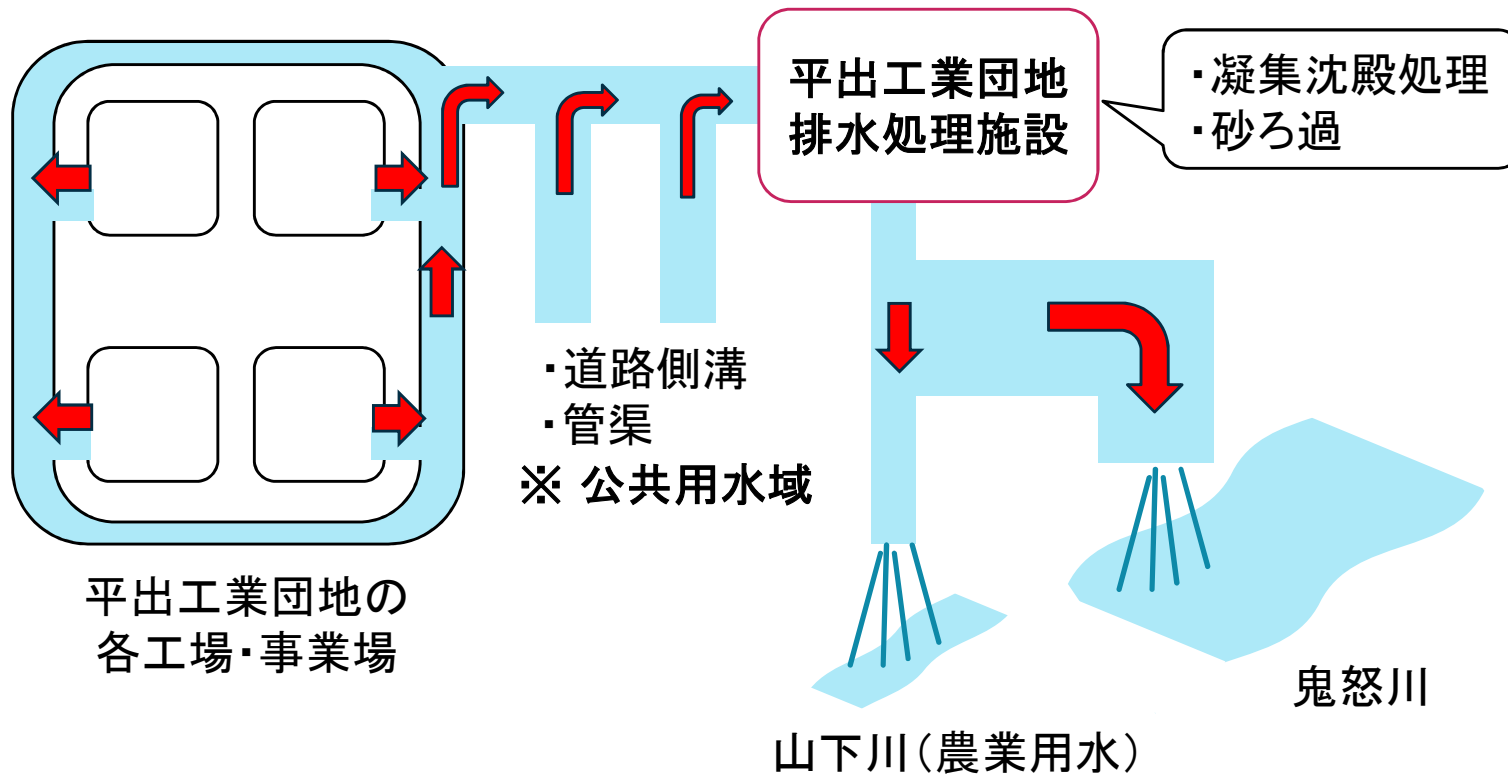 平出工業団地
排水処理施設
・凝集沈殿処理
・砂ろ過
・道路側溝
・管渠
※ 公共用水域
平出工業団地の
各工場・事業場
鬼怒川
山下川（農業用水）